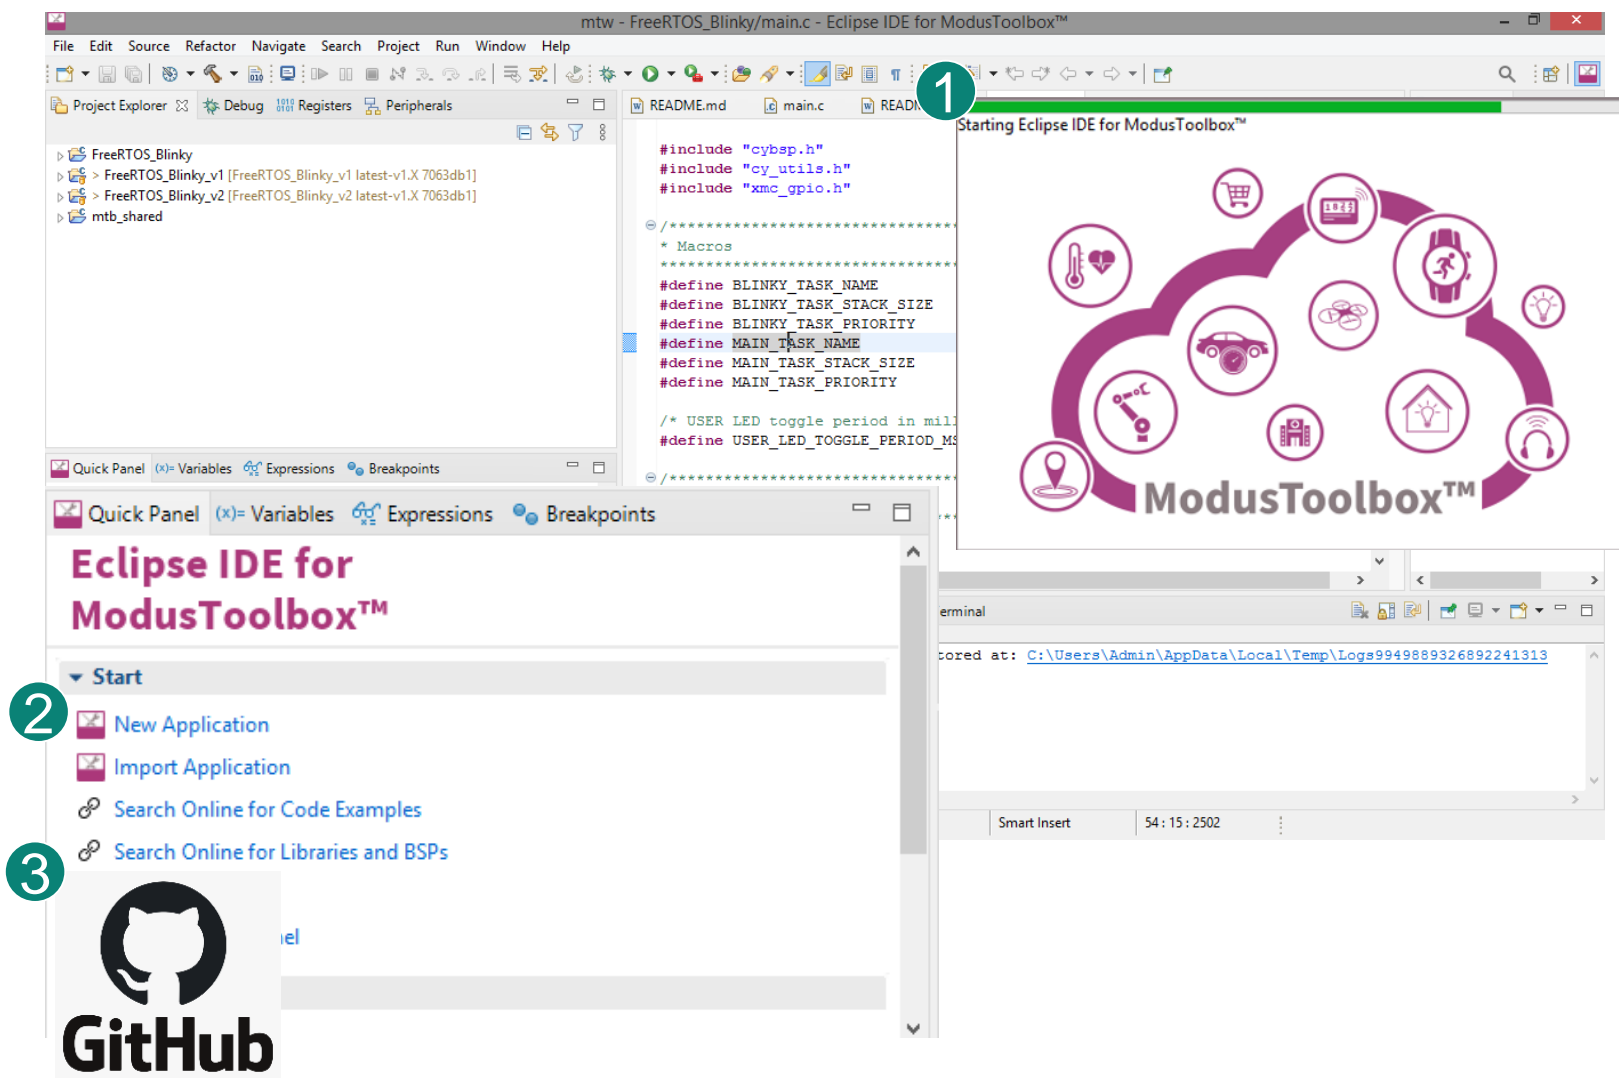 mtw - FreeRTOS_Blinky/main.c - Eclipse IDE for ModusToolbox™
File Edit Source Refactor Navigate Search Project Run Window Help
1
Project Explorer Debug Registers Peripherals
README.md main.c
Starting Eclipse IDE for ModusToolbox™
FreeRTOS_Blinky
> FreeRTOS_Blinky_v1 [FreeRTOS_Blinky_v1 latest-v1.X 7063db1]
> FreeRTOS_Blinky_v2 [FreeRTOS_Blinky_v2 latest-v1.X 7063db1]
mtb_shared
#include "cybsp.h"
#include "cy_utils.h"
#include "xmc_gpio.h"
/*********************************
* Macros
**********************************
#define BLINKY_TASK_NAME
#define BLINKY_TASK_STACK_SIZE
#define BLINKY_TASK_PRIORITY
#define MAIN_TASK_NAME
#define MAIN_TASK_STACK_SIZE
#define MAIN_TASK_PRIORITY
/* USER LED toggle period in mill
#define USER_LED_TOGGLE_PERIOD_MS
/*********************************
ModusToolbox™
Quick Panel (x)= Variables Expressions Breakpoints
Quick Panel (x)= Variables Expressions Breakpoints
Eclipse IDE for
ModusToolbox™
Start
2
New Application
Import Application
Search Online for Code Examples
Search Online for Libraries and BSPs
3
nel
GitHub
erminal
tored at: C:\Users\Admin\AppData\Local\Temp\Logs9949889326892241313
Smart Insert 54 : 15 : 2502